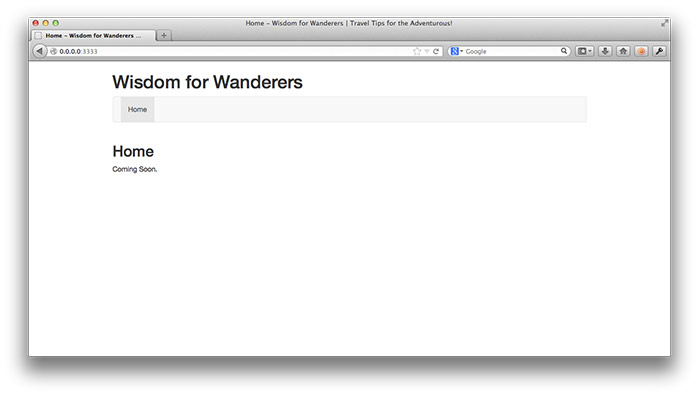 Home – Wisdom for Wanderers | Travel Tips for the Adventurous!
Home – Wisdom for Wanderers ...
0.0.0.0:3333
Google
Wisdom for Wanderers
Home
Home
Coming Soon.